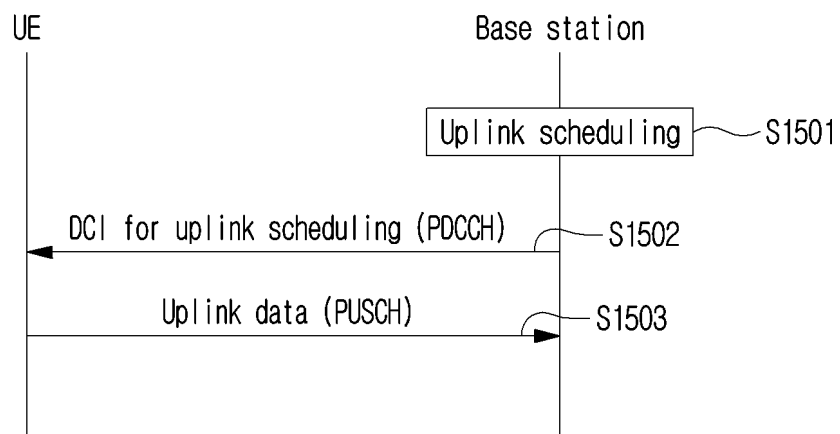 UE
Base station
Uplink scheduling
S1501
DCI for uplink scheduling (PDCCH)
S1502
Uplink data (PUSCH)
S1503